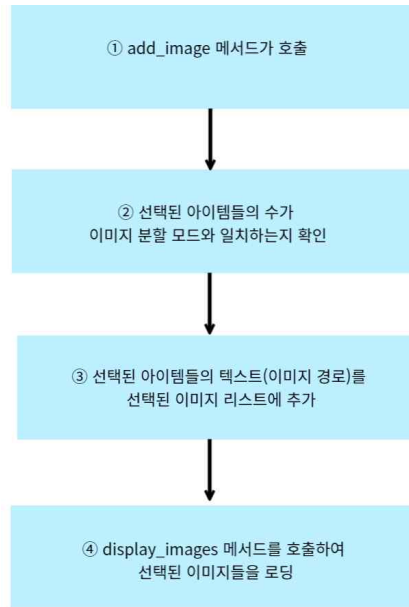 ① add_image 메서드가 호출
② 선택된 아이템들의 수가
이미지 분할 모드와 일치하는지 확인
③ 선택된 아이템들의 텍스트(이미지 경로)를
선택된 이미지 리스트에 추가
④ display_images 메서드를 호출하여
선택된 이미지들을 로딩